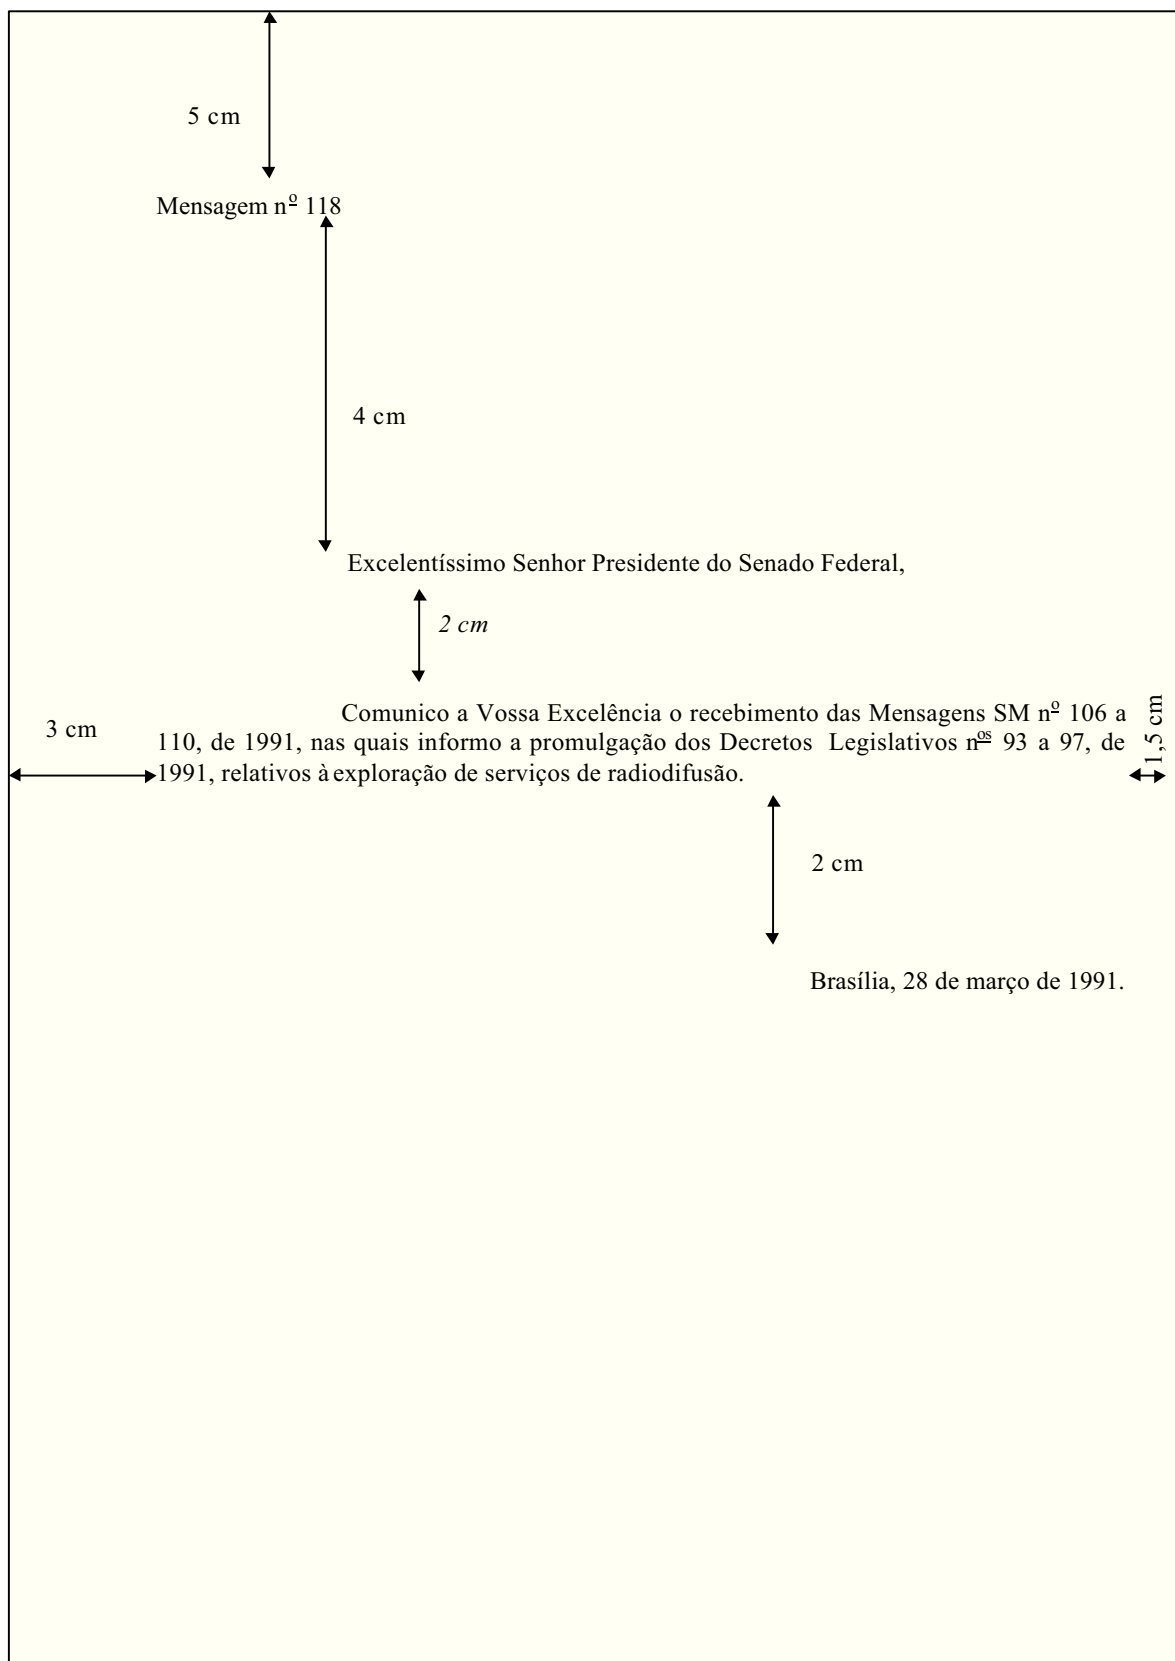 5 cm
Mensagem nº 118
4 cm
Excelentíssimo Senhor Presidente do Senado Federal,
2 cm
Comunico a Vossa Excelência o recebimento das Mensagens SM nº 106 a
110, de 1991, nas quais informo a promulgação dos Decretos Legislativos nos 93 a 97, de
1991, relativos à exploração de serviços de radiodifusão.
3 cm
1,5 cm
2 cm
Brasília, 28 de março de 1991.